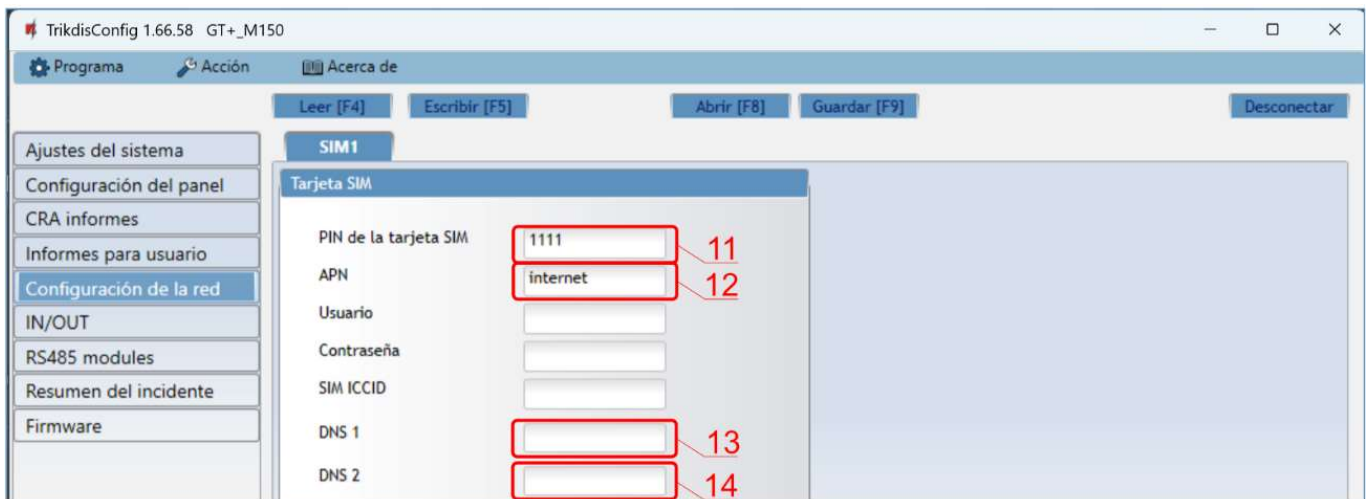 TrikdisConfig 1.66.58 GT+_M150
Programa Acción Acerca de
Leer [F4] Escribir [F5] Abrir [F8] Guardar [F9] Desconectar
Ajustes del sistema
Configuración del panel
CRA informes
Informes para usuario
Configuración de la red
IN/OUT
RS485 modules
Resumen del incidente
Firmware
SIM1
Tarjeta SIM
PIN de la tarjeta SIM 1111 11
APN internet 12
Usuario
Contraseña
SIM ICCID
DNS 1 13
DNS 2 14